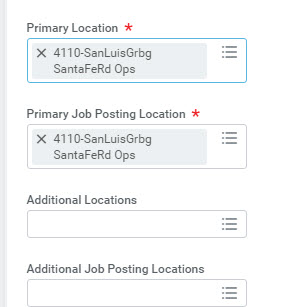 Primary Location *
× 4110-SanLuisGrbg
SantaFeRd Ops
Primary Job Posting Location *
× 4110-SanLuisGrbg
SantaFeRd Ops
Additional Locations
Additional Job Posting Locations